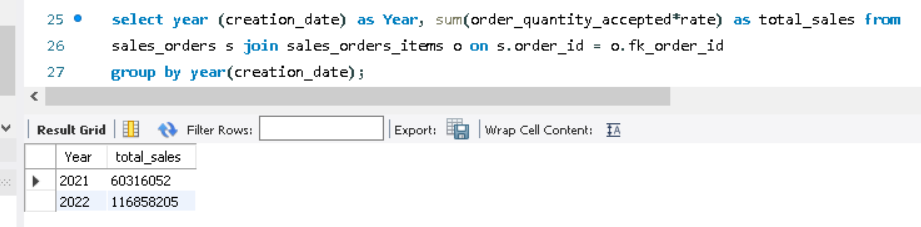 25 select year (creation_date) as Year, sum(order_quantity_accepted*rate) as total_sales from
26 sales_orders s join sales_orders_items o on s.order_id = o.fk_order_id
27 group by year(creation_date);
Result Grid Filter Rows: Export: Wrap Cell Content: IA
Year total_sales
2021 60316052
2022 116858205